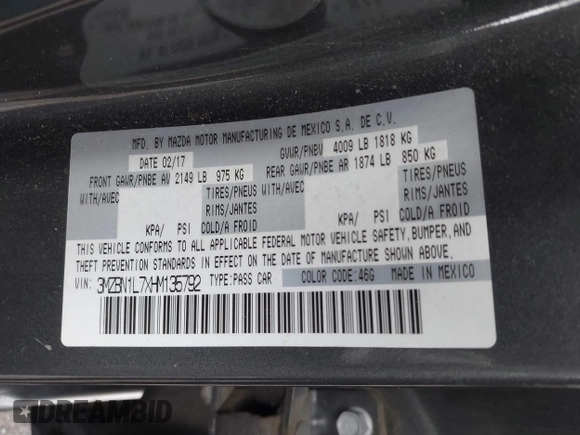 MFD. BY MAZDA MOTOR MANUFACTURING DE MEXICO S.A. DE C.V.
DATE 02/17 GVWR/PNBV 4009 LB 1818 KG
FRONT GAWR/PNBE AV 2149 LB 975 KG REAR GAWR/PNBE AR 1874 LB 850 KG
WITH/AVEC TIRES/PNEUS WITH/AVEC TIRES/PNEUS
RIMS/JANTES RIMS/JANTES
KPA/ PSI COLD/A FROID KPA/ PSI COLD/A FROID
THIS VEHICLE CONFORMS TO ALL APPLICABLE FEDERAL MOTOR VEHICLE SAFETY, BUMPER, AND
THEFT PREVENTION STANDARDS IN EFFECT ON THE DATE OF MANUFACTURE SHOWN ABOVE.
VIN: 3MZBN1L7XHM135792 TYPE:PASS CAR COLOR CODE:46G MADE IN MEXICO
DREAMBID